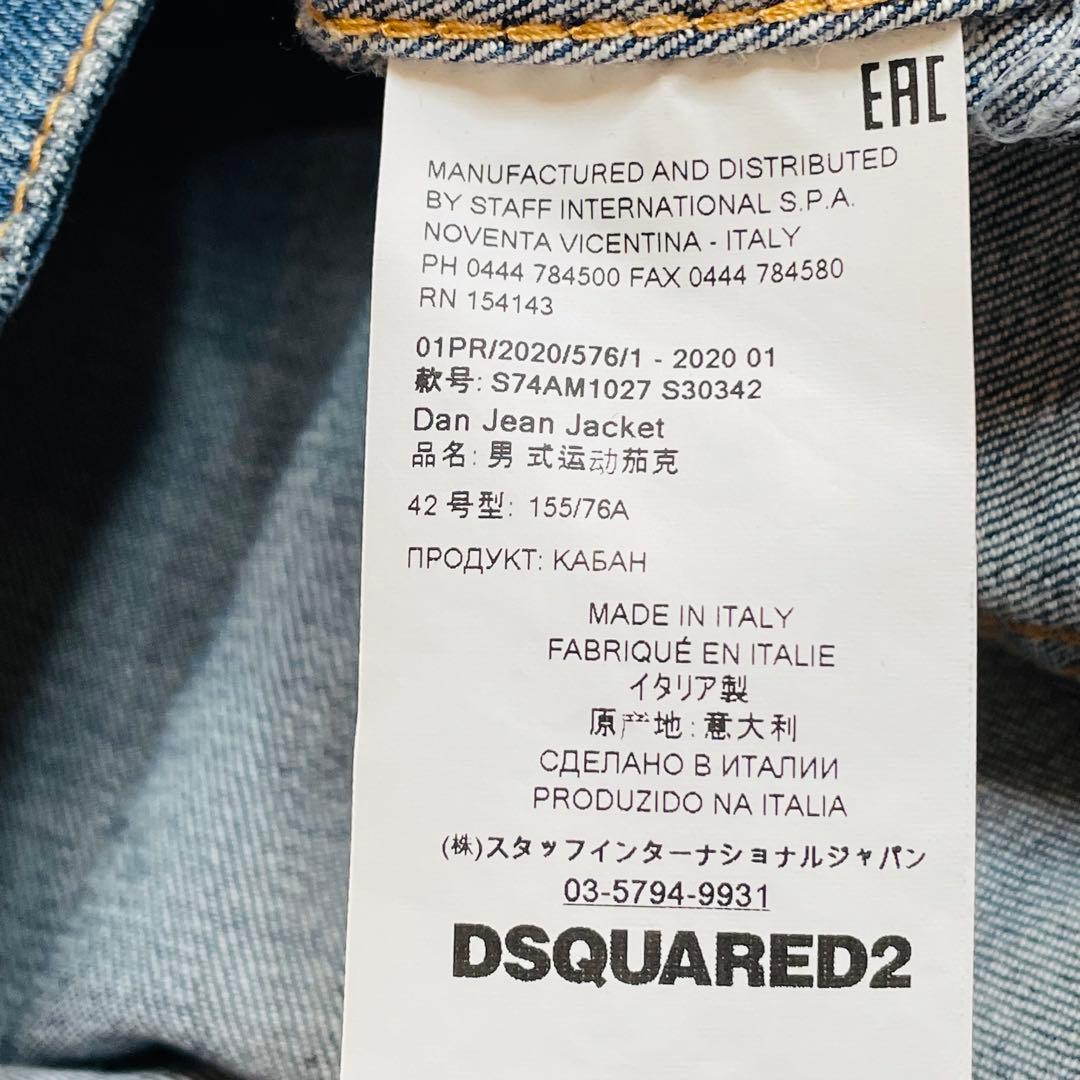 EAC
MANUFACTURED AND DISTRIBUTED
BY STAFF INTERNATIONAL S.P.A.
NOVENTA VICENTINA - ITALY
PH 0444 784500 FAX 0444 784580
RN 154143
01PR/2020/576/1 - 2020 01
款号: S74AM1027 S30342
Dan Jean Jacket
品名: 男 式运动茄克
42 号型: 155/76A
ПРОДУКТ: КАБАН
MADE IN ITALY
FABRIQUÉ EN ITALIE
イタリア製
原产地: 意大利
СДЕЛАНО В ИТАЛИИ
PRODUZIDO NA ITALIA
(株)スタッフインターナショナルジャパン
03-5794-9931
DSQUARED2